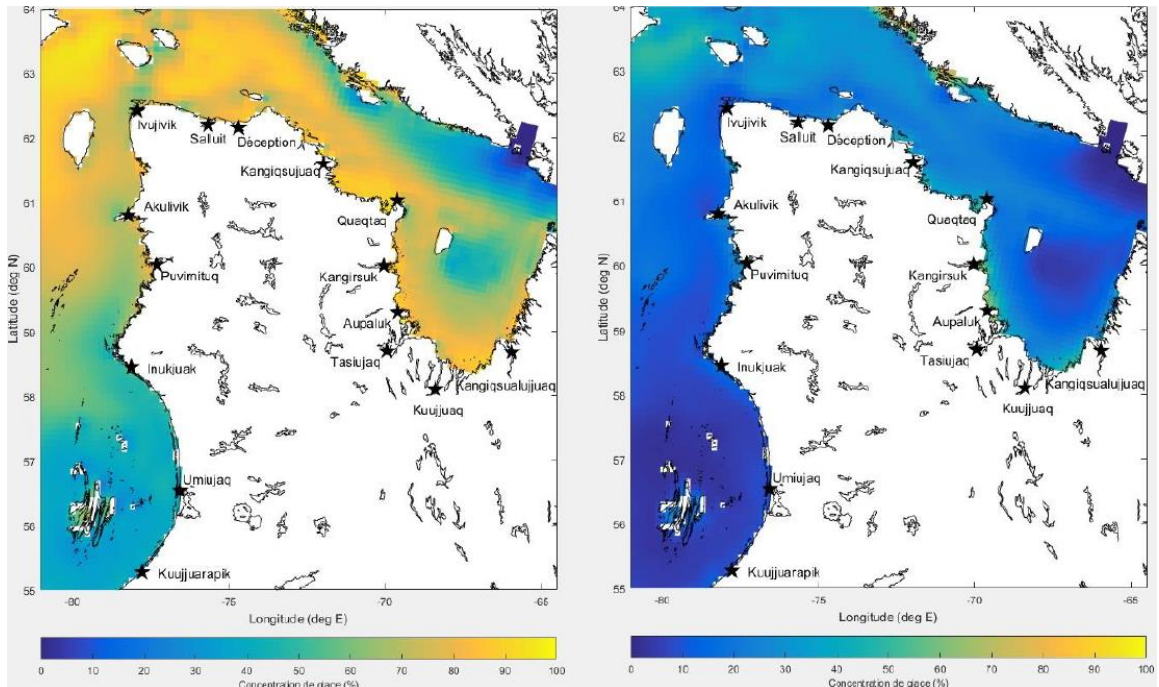 64
63
62
61
60
59
58
57
56
55
Latitude (deg N)
Ivujivik
Salluit
Déception
Kangiqsujuaq
Akulivik
Quaqtaq
Puvirnituq
Kangirsuk
Aupaluk
Tasiujaq
Inukjuak
Kangiqsualujjuaq
Kuujjuaq
Umiujaq
Kuujjuarapik
-80 -75 -70 -65
Longitude (deg E)
0 10 20 30 40 50 60 70 80 90 100
Concentration de glace (%)
64
63
62
61
60
59
58
57
56
55
Latitude (deg N)
Ivujivik
Salluit
Déception
Kangiqsujuaq
Akulivik
Quaqtaq
Puvirnituq
Kangirsuk
Aupaluk
Tasiujaq
Inukjuak
Kangiqsualujjuaq
Kuujjuaq
Umiujaq
Kuujjuarapik
-80 -75 -70 -65
Longitude (deg E)
0 10 20 30 40 50 60 70 80 90 100
Concentration de glace (%)